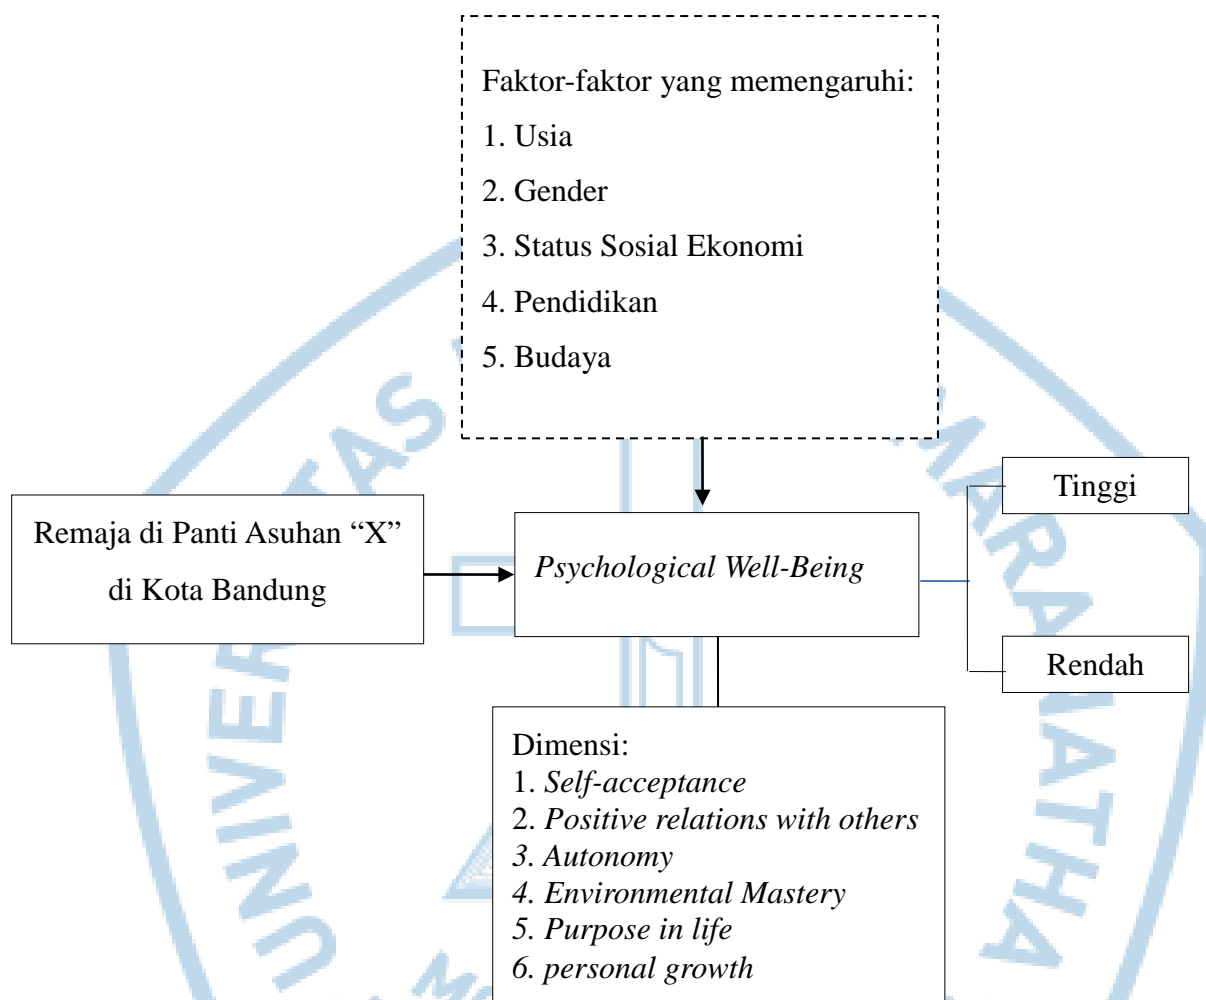 Faktor-faktor yang memengaruhi:
1. Usia
2. Gender
3. Status Sosial Ekonomi
4. Pendidikan
5. Budaya
Remaja di Panti Asuhan “X”
di Kota Bandung
Psychological Well-Being
Tinggi
Rendah
Dimensi:
1. Self-acceptance
2. Positive relations with others
3. Autonomy
4. Environmental Mastery
5. Purpose in life
6. personal growth